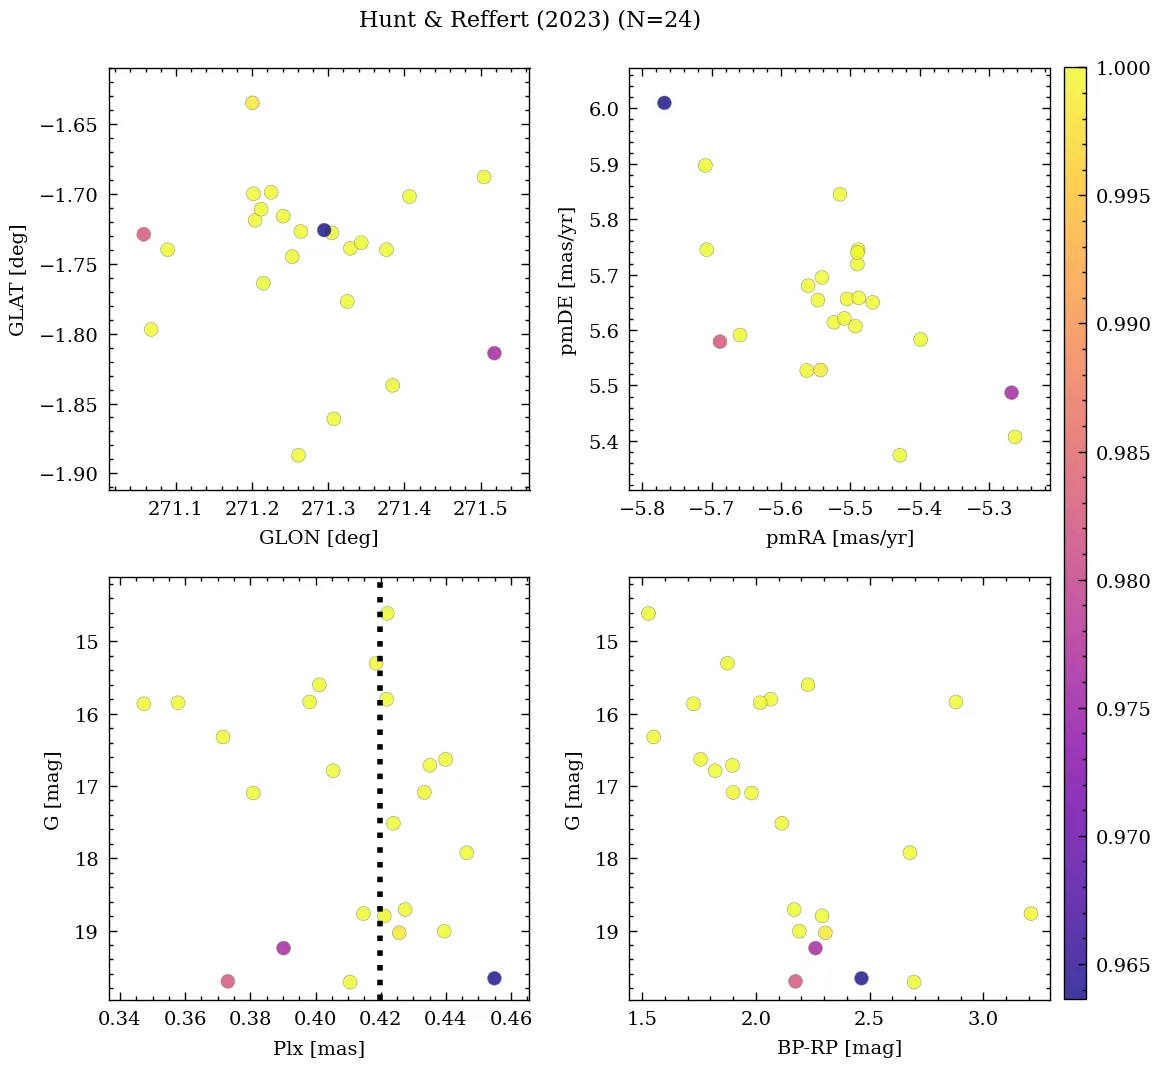 Hunt & Reffert (2023) (N=24)
−1.65
−1.70
−1.75
−1.80
−1.85
−1.90
GLAT [deg]
271.1 271.2 271.3 271.4 271.5
GLON [deg]
6.0
5.9
5.8
5.7
5.6
5.5
5.4
pmDE [mas/yr]
−5.8 −5.7 −5.6 −5.5 −5.4 −5.3
pmRA [mas/yr]
15
16
17
18
19
G [mag]
0.34 0.36 0.38 0.40 0.42 0.44 0.46
Plx [mas]
15
16
17
18
19
G [mag]
1.5 2.0 2.5 3.0
BP-RP [mag]
1.000
0.995
0.990
0.985
0.980
0.975
0.970
0.965